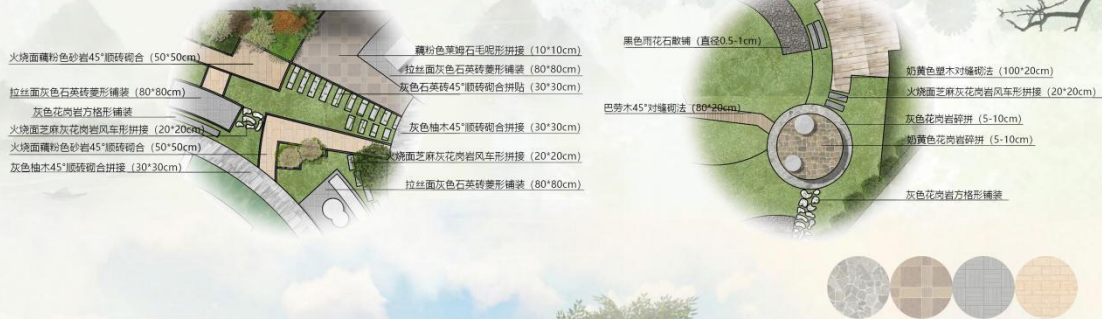 火烧面藕粉色砂岩45°顺砖砌合（50*50cm）
拉丝面灰色石英砖菱形铺装（80*80cm）
灰色花岗岩方格形铺装
火烧面芝麻灰花岗岩风车形拼接（20*20cm）
火烧面藕粉色砂岩45°顺砖砌合（50*50cm）
灰色柚木45°顺砖砌合拼接（30*30cm）
藕粉色莱姆石毛呢形拼接（10*10cm）
拉丝面灰色石英砖菱形铺装（80*80cm）
灰色石英砖45°顺砖砌合拼贴（30*30cm）
灰色柚木45°顺砖砌合拼接（30*30cm）
火烧面芝麻灰花岗岩风车形拼接（20*20cm）
拉丝面灰色石英砖菱形铺装（80*80cm）
黑色雨花石散铺（直径0.5-1cm）
巴劳木45°对缝砌法（80*20cm）
奶黄色塑木对缝砌法（100*20cm）
火烧面芝麻灰花岗岩风车形拼接（20*20cm）
灰色花岗岩碎拼（5-10cm）
奶黄色花岗岩碎拼（5-10cm）
灰色花岗岩方格形铺装